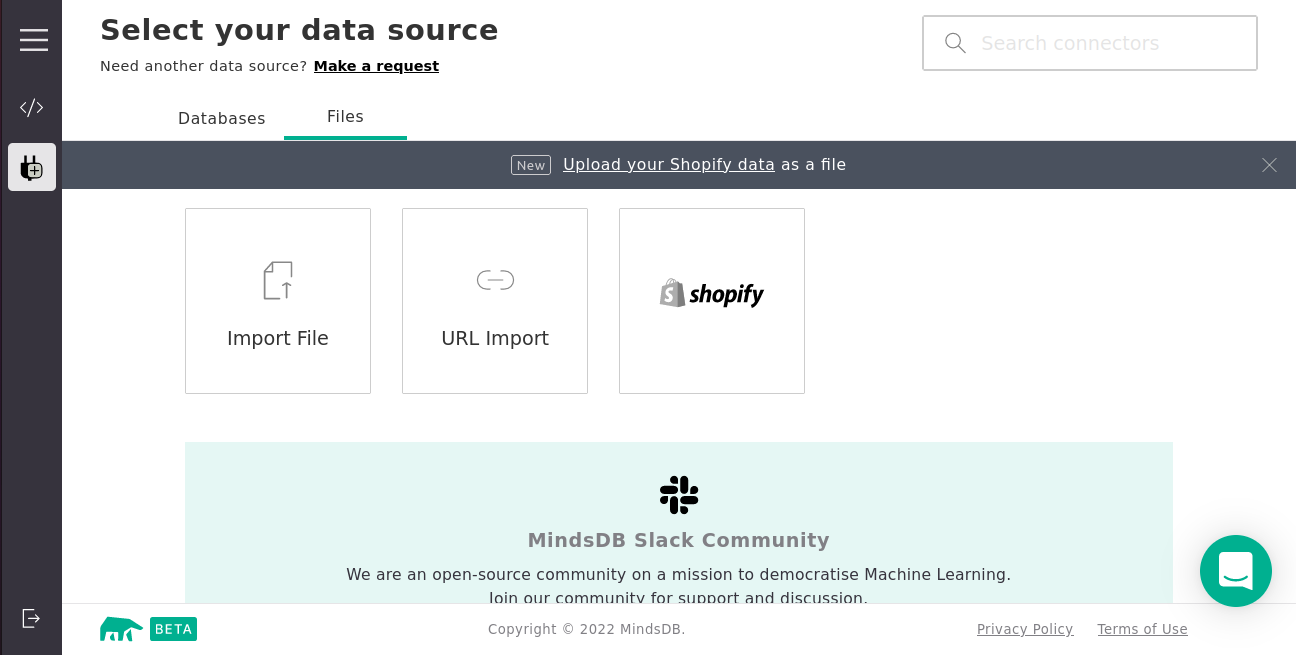 Select your data source
Need another data source? Make a request
Search connectors
Databases
Files
New Upload your Shopify data as a file
Import File
URL Import
shopify
MindsDB Slack Community
We are an open-source community on a mission to democratise Machine Learning.
Join our community for support and discussion.
BETA
Copyright © 2022 MindsDB.
Privacy Policy
Terms of Use